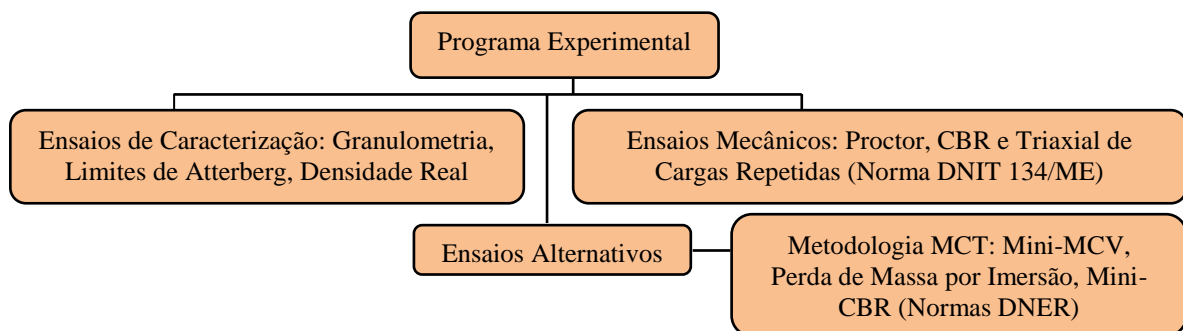 Programa Experimental
Ensaios de Caracterização: Granulometria,
Limites de Atterberg, Densidade Real
Ensaios Mecânicos: Proctor, CBR e Triaxial de
Cargas Repetidas (Norma DNIT 134/ME)
Ensaios Alternativos
Metodologia MCT: Mini-MCV,
Perda de Massa por Imersão, Mini-
CBR (Normas DNER)